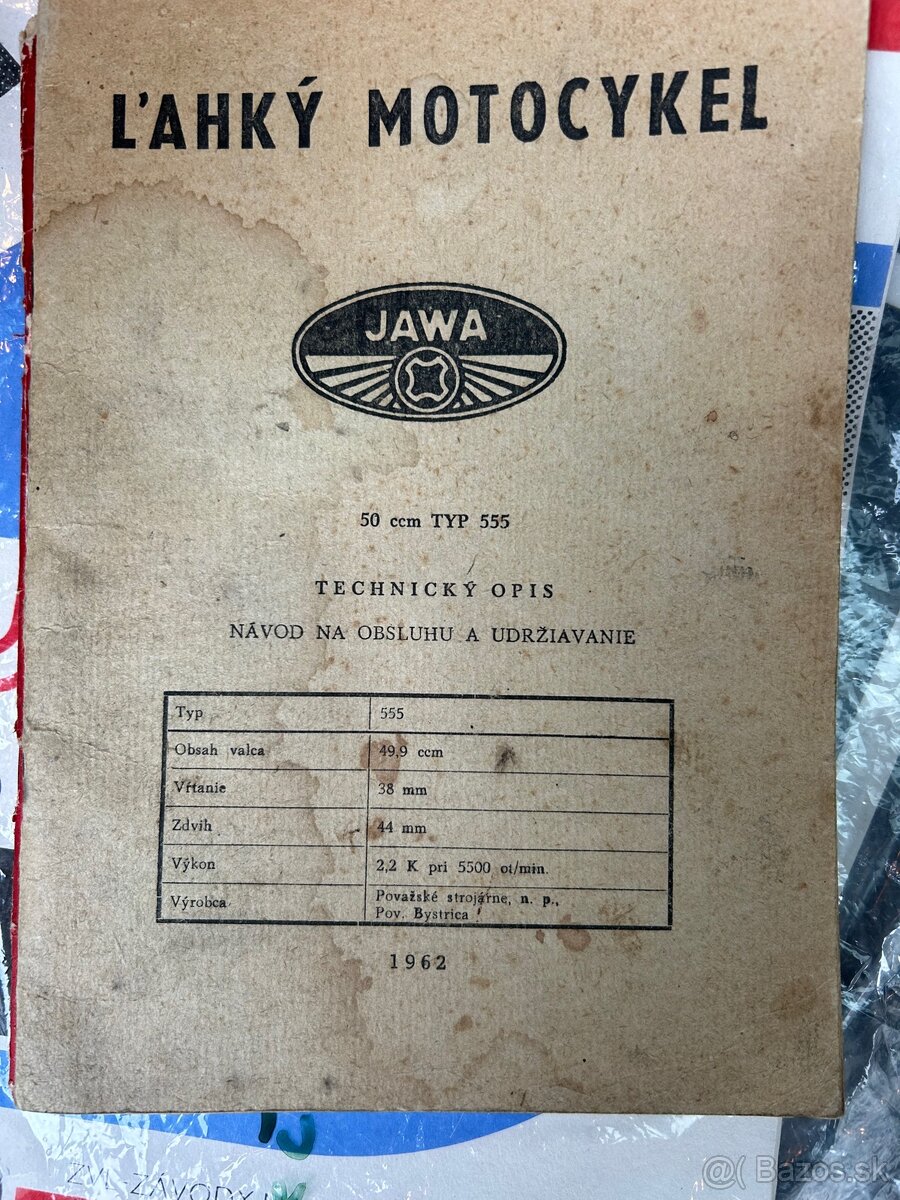 ĽAHKÝ MOTOCYKEL
JAWA
50 ccm TYP 555
TECHNICKÝ OPIS
NÁVOD NA OBSLUHU A UDRŽIAVANIE
Typ 555
Obsah valca 49,9 ccm
Vŕtanie 38 mm
Zdvih 44 mm
Výkon 2,2 K pri 5500 ot/min.
Výrobca Považské strojárne, n. p.,
Pov. Bystrica
1962
ZVL ZÁVODY
@( Bazos.sk